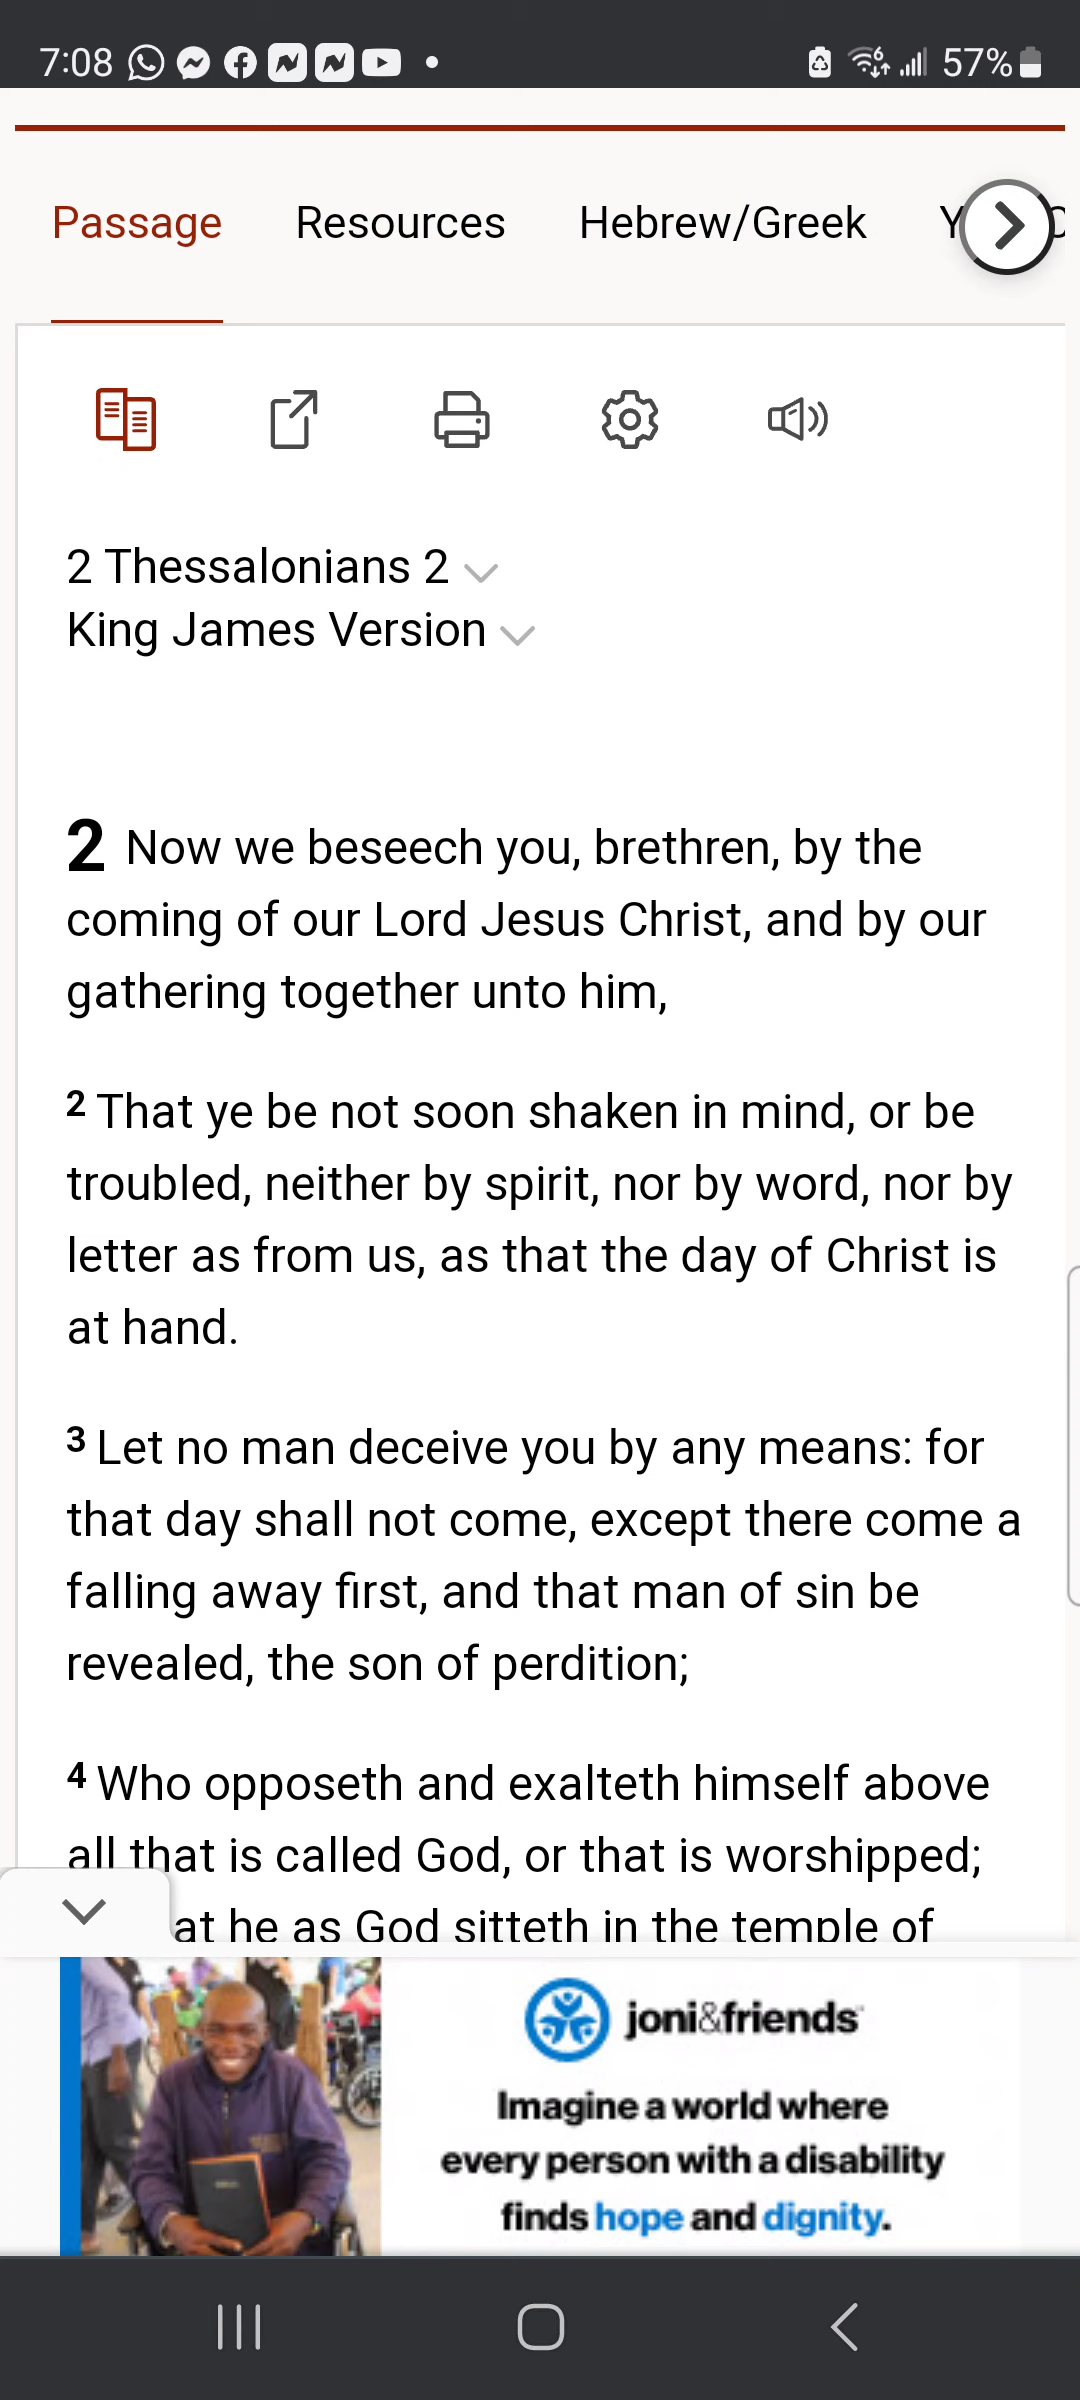 7:08
57%
Passage Resources Hebrew/Greek Y
2 Thessalonians 2
King James Version
2 Now we beseech you, brethren, by the
coming of our Lord Jesus Christ, and by our
gathering together unto him,
2 That ye be not soon shaken in mind, or be
troubled, neither by spirit, nor by word, nor by
letter as from us, as that the day of Christ is
at hand.
3 Let no man deceive you by any means: for
that day shall not come, except there come a
falling away first, and that man of sin be
revealed, the son of perdition;
4 Who opposeth and exalteth himself above
all that is called God, or that is worshipped;
at he as God sitteth in the temple of
joni&friends
Imagine a world where
every person with a disability
finds hope and dignity.